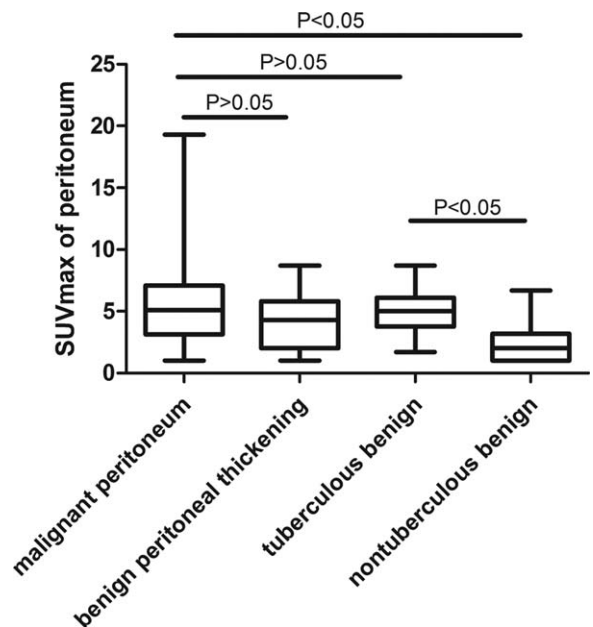 P<0.05
P>0.05
P>0.05
P<0.05
SUVmax of peritoneum
25
20
15
10
5
0
malignant peritoneum
benign peritoneal thickening
tuberculous benign
nontuberculous benign